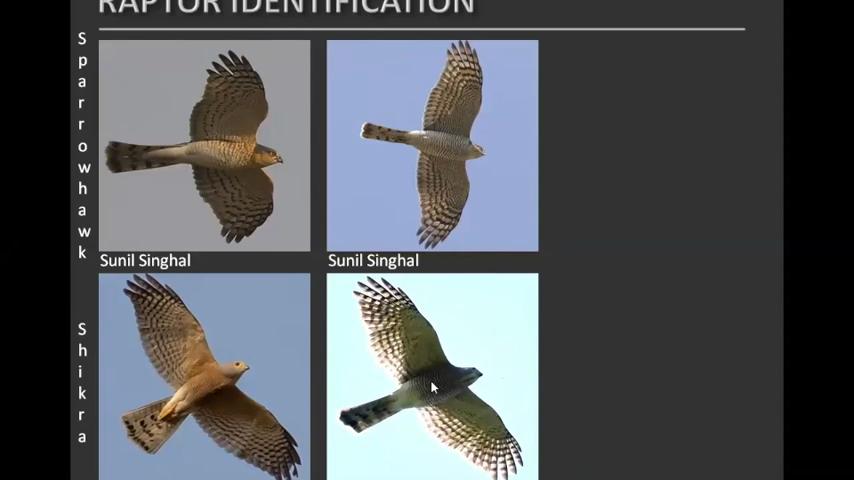 RAPTOR IDENTIFICATION
Sparrowhawk
Sunil Singhal
Sunil Singhal
Shikra